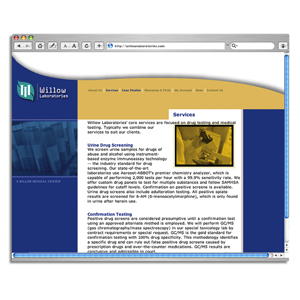 http://willowlaboratories.com
Willow
Laboratories
About Us Services Case Studies News Contact Us
Services
Willow Laboratories' core services are focused on drug testing and medical
testing. Typically we combine our
services to suit our clients.
Urine Drug Screening
We screen urine samples for drugs of
abuse and alcohol using instrument-
based enzyme immunoassay technology
-- the industry standard for drug
screening. Our state-of-the-art
laboratories use Aeroset-ABBOTT's premier chemistry analyzer, which is
capable of performing 2,000 tests per hour with a 99.9% sensitivity rate. We
offer custom drug panels to test for multiple substances and follow federal
guidelines for cutoff levels. Confirmation on positive screens is available.
Urine drug screens also include adulteration testing. All positive opiate
results are screened for 6-AM (6-monoacetylmorphine), which is only found
in urine after heroin use.
Confirmation Testing
Positive drug screens are considered presumptive until a confirmation test
using an approved alternate method is employed. We will perform GC/MS
(gas chromatography/mass spectroscopy) in our special toxicology lab by
contract requirements or special request. GC/MS is the gold standard for
confirmation testing with 100% drug specificity. This methodology identifies
a specific drug and can rule out false positive drug screens caused by
prescription drugs and over-the-counter medications. GC/MS results are
conclusive and admissible in court.